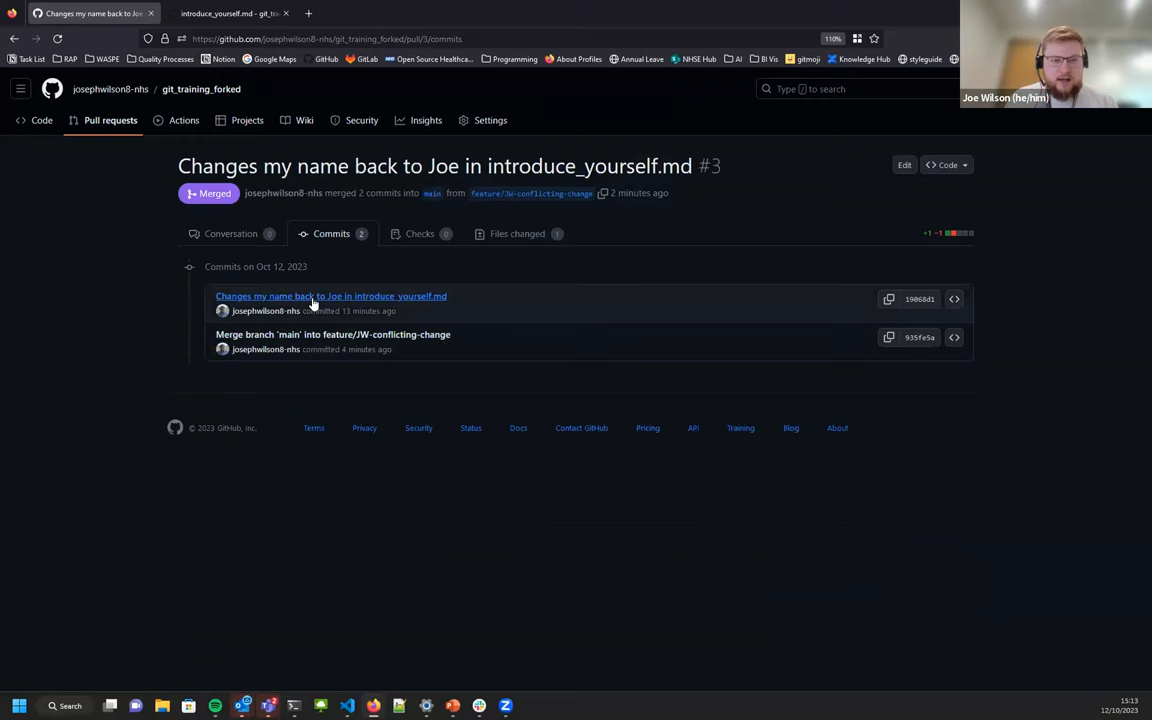 Changes my name back to Joe
introduce_yourself.md - git_tra
https://github.com/josephwilson8-nhs/git_training_forked/pull/3/commits
110%
Task List
RAP
WASPE
Quality Processes
Notion
Google Maps
GitHub
GitLab
Open Source Healthca...
Programming
About Profiles
Annual Leave
NHSE Hub
AI
BI Vis
gitmoji
Knowledge Hub
styleguide
Joe Wilson (he/him)
josephwilson8-nhs / git_training_forked
Type / to search
Code
Pull requests
Actions
Projects
Wiki
Security
Insights
Settings
Changes my name back to Joe in introduce_yourself.md #3
Edit
<> Code
Merged
josephwilson8-nhs merged 2 commits into main from feature/JW-conflicting-change 2 minutes ago
Conversation 0
Commits 2
Checks 0
Files changed 1
+1 −1
Commits on Oct 12, 2023
Changes my name back to Joe in introduce_yourself.md
josephwilson8-nhs committed 13 minutes ago
19068d1
Merge branch 'main' into feature/JW-conflicting-change
josephwilson8-nhs committed 4 minutes ago
935fe5a
© 2023 GitHub, Inc.
Terms
Privacy
Security
Status
Docs
Contact GitHub
Pricing
API
Training
Blog
About
Search
15:13
12/10/2023